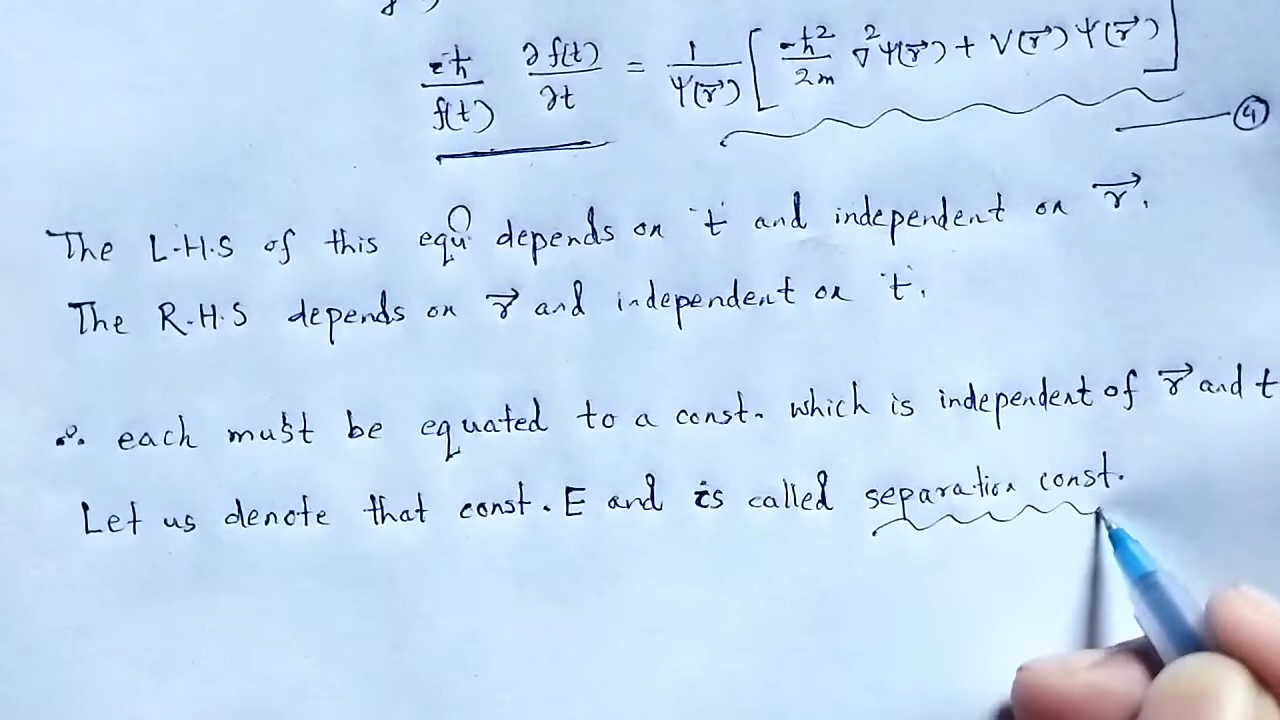 iħ/f(t) ∂f(t)/∂t = 1/Ψ(r⃗) [ -ħ²/2m ∇²Ψ(r⃗) + V(r⃗)Ψ(r⃗) ] — ④
The L.H.S of this equⁿ depends on 't' and independent on r⃗.
The R.H.S depends on r⃗ and independent on 't'.
∴ each must be equated to a const. which is independent of r⃗ and t
Let us denote that const. E and is called separation const.